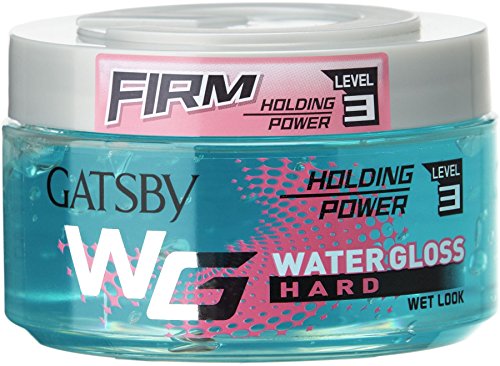 FIRM
HOLDING
POWER
LEVEL
3
GATSBY
HOLDING
POWER
LEVEL
3
WG
WATER GLOSS
HARD
WET LOOK